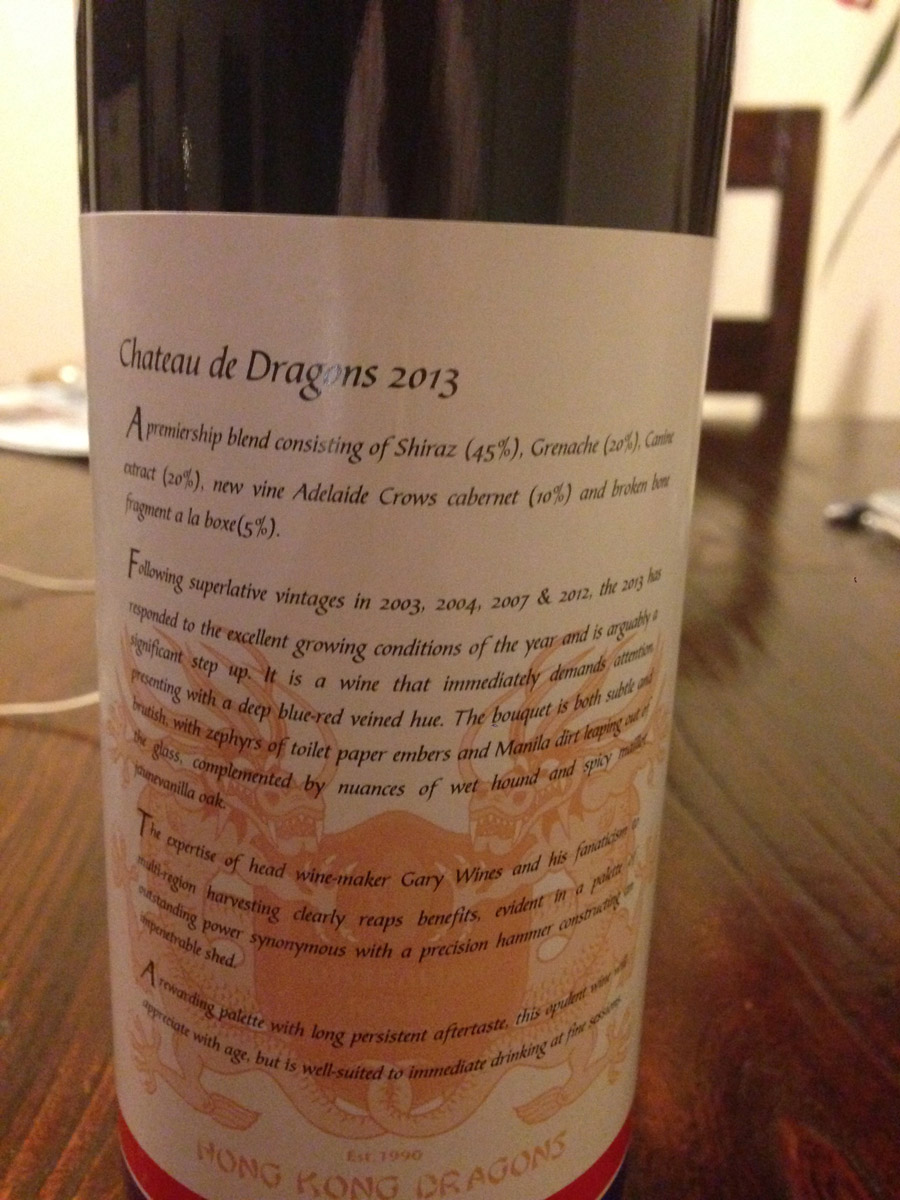 Chateau de Dragons 2013
A premiership blend consisting of Shiraz (45%), Grenache (20%), Canine
extract (20%), new vine Adelaide Crows cabernet (10%) and broken bone
fragment a la boxe(5%).
Following superlative vintages in 2003, 2004, 2007 & 2012, the 2013 has
responded to the excellent growing conditions of the year and is arguably a
significant step up. It is a wine that immediately demands attention,
presenting with a deep blue-red veined hue. The bouquet is both subtle and
brutish, with zephyrs of toilet paper embers and Manila dirt leaping out of
the glass, complemented by nuances of wet hound and spicy mullet
jaunevanilla oak.
The expertise of head wine-maker Gary Wines and his fanaticism to
multi-region harvesting clearly reaps benefits, evident in a palette of
outstanding power synonymous with a precision hammer constructing an
impenetrable shed.
A rewarding palette with long persistent aftertaste, this opulent wine will
appreciate with age, but is well-suited to immediate drinking at fine sessions
Est. 1990
HONG KONG DRAGONS